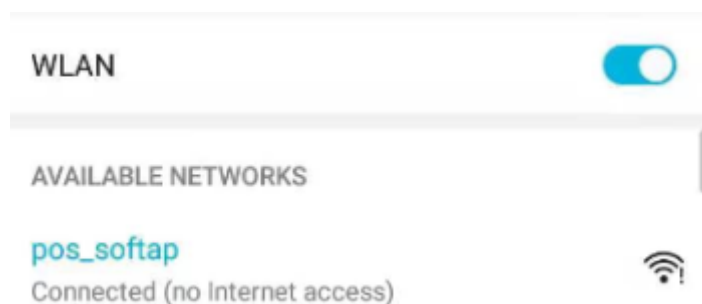 WLAN
AVAILABLE NETWORKS
pos_softap
Connected (no Internet access)